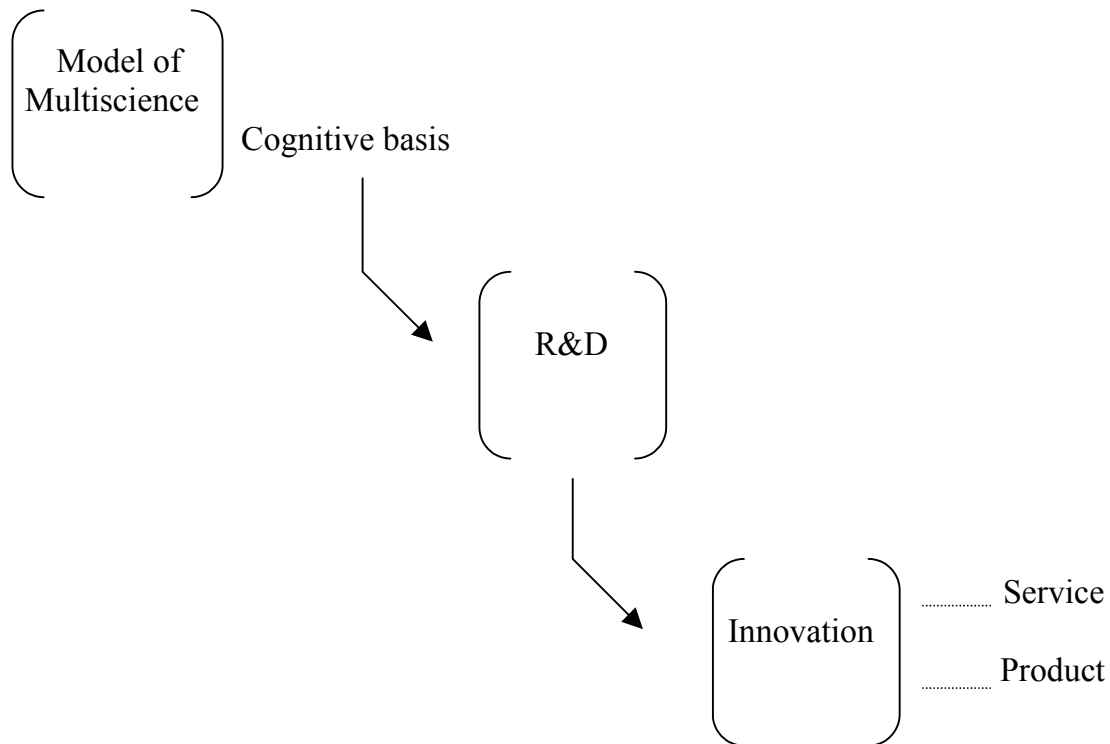 Model of
Multiscience
Cognitive basis
R&D
Innovation
Service
Product